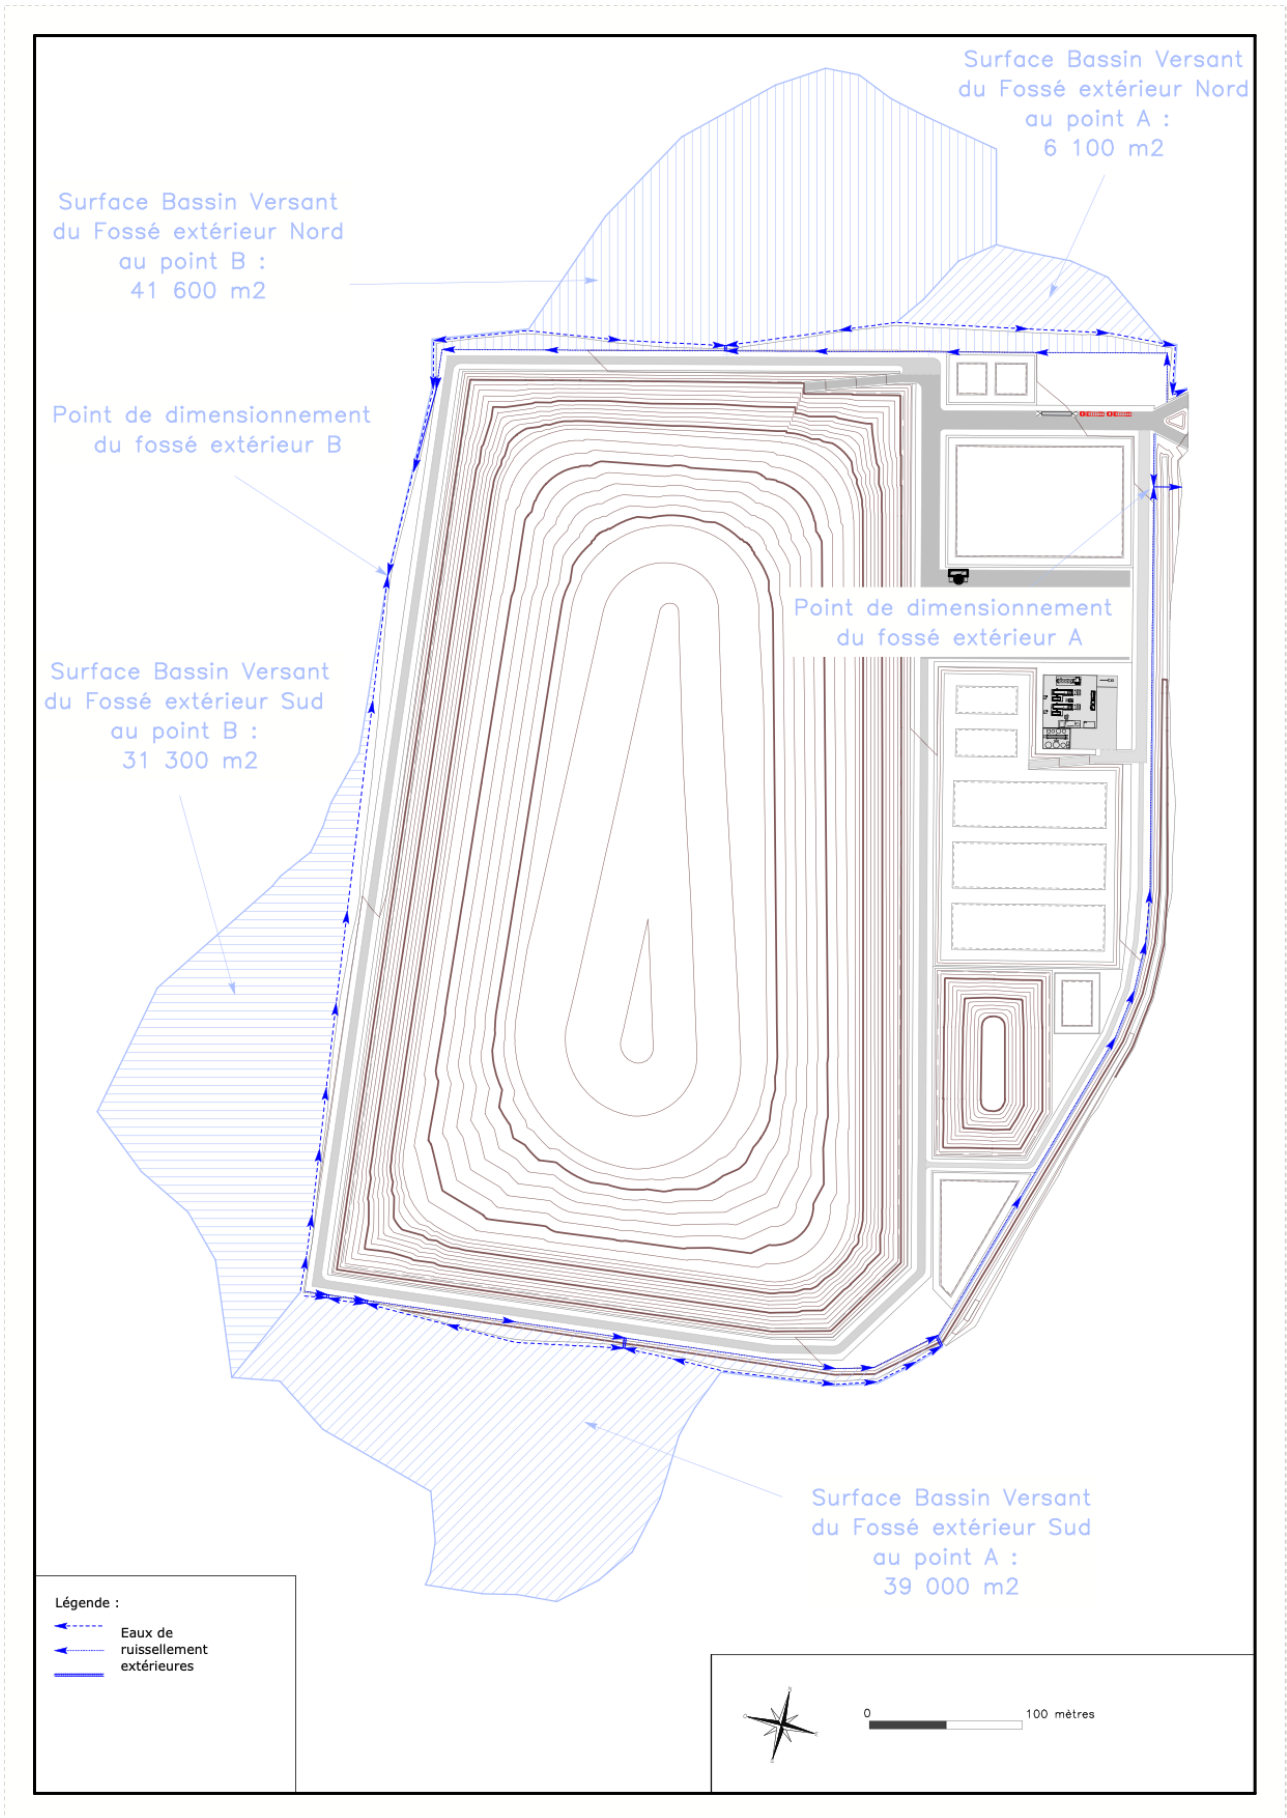 Surface Bassin Versant
du Fossé extérieur Nord
au point A :
6 100 m2
Surface Bassin Versant
du Fossé extérieur Nord
au point B :
41 600 m2
Point de dimensionnement
du fossé extérieur B
Point de dimensionnement
du fossé extérieur A
Surface Bassin Versant
du Fossé extérieur Sud
au point B :
31 300 m2
Surface Bassin Versant
du Fossé extérieur Sud
au point A :
39 000 m2
Légende :
Eaux de
ruissellement
extérieures
0
100 mètres